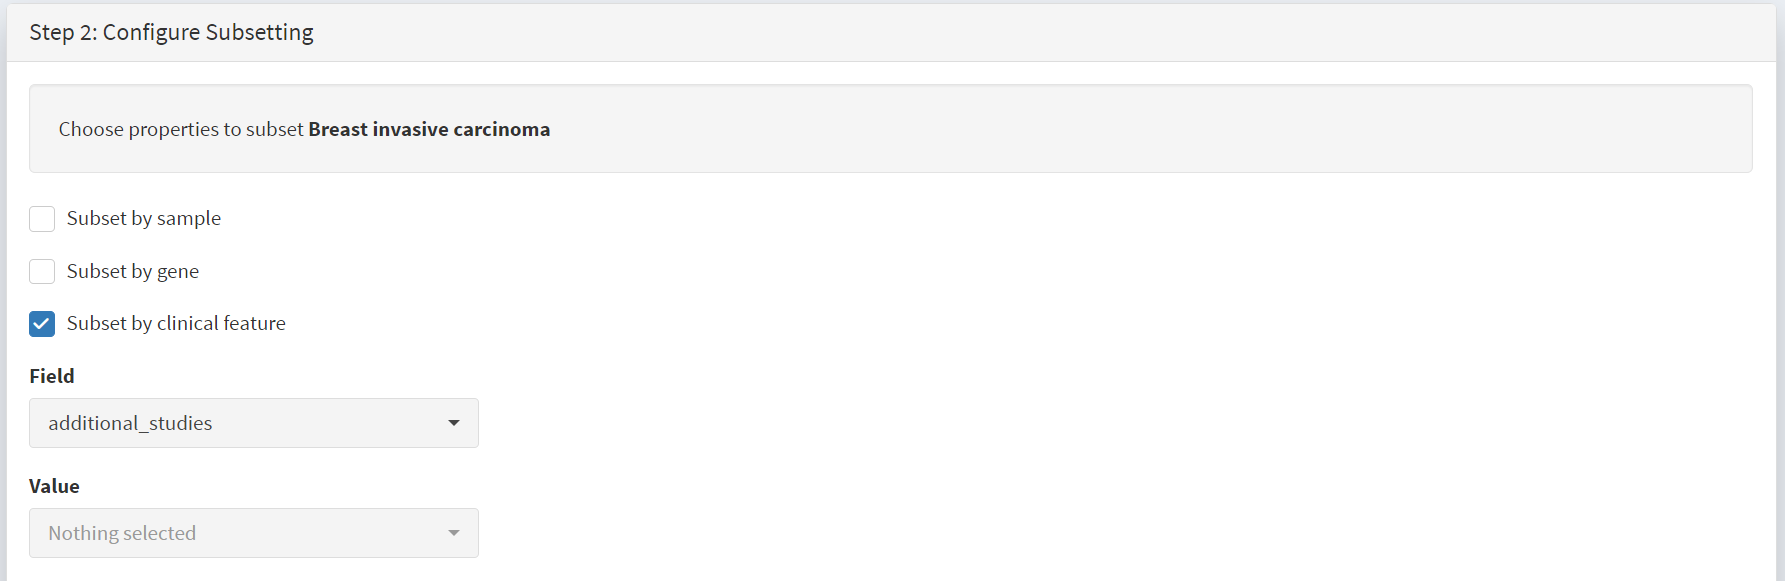 Step 2: Configure Subsetting
Choose properties to subset Breast invasive carcinoma
Subset by sample
Subset by gene
Subset by clinical feature
Field
additional_studies
Value
Nothing selected